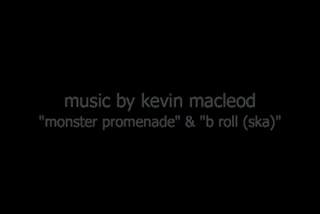 music by kevin macleod
"monster promenade" & "b roll (ska)"